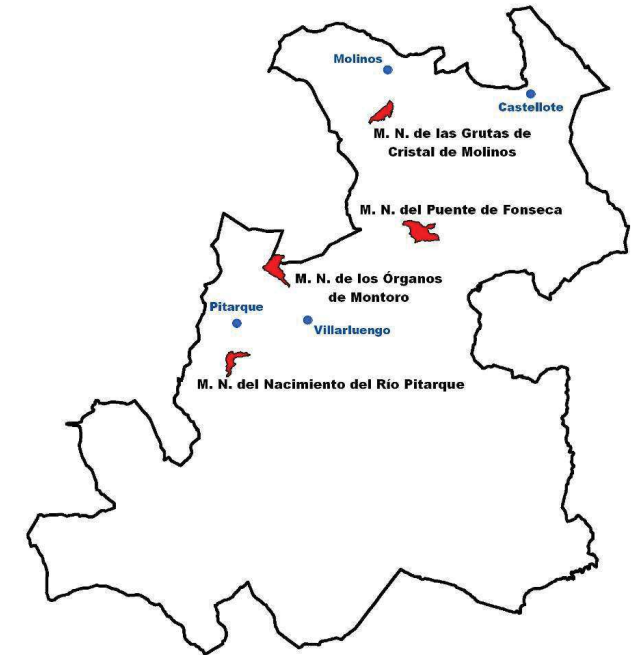 Molinos
Castellote
M. N. de las Grutas de
Cristal de Molinos
M. N. del Puente de Fonseca
M. N. de los Órganos
de Montoro
Pitarque
Villarluengo
M. N. del Nacimiento del Río Pitarque